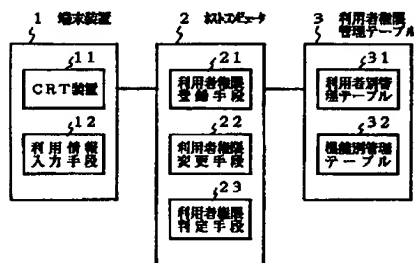 1 端末装置
2 ホストコンピュータ
3 利用者権限
管理テーブル
11
CRT装置
12
利用情報
入力手段
21
利用者権限
登録手段
22
利用者権限
変更手段
23
利用者権限
判定手段
31
利用者別管
理テーブル
32
機能別管理
テーブル